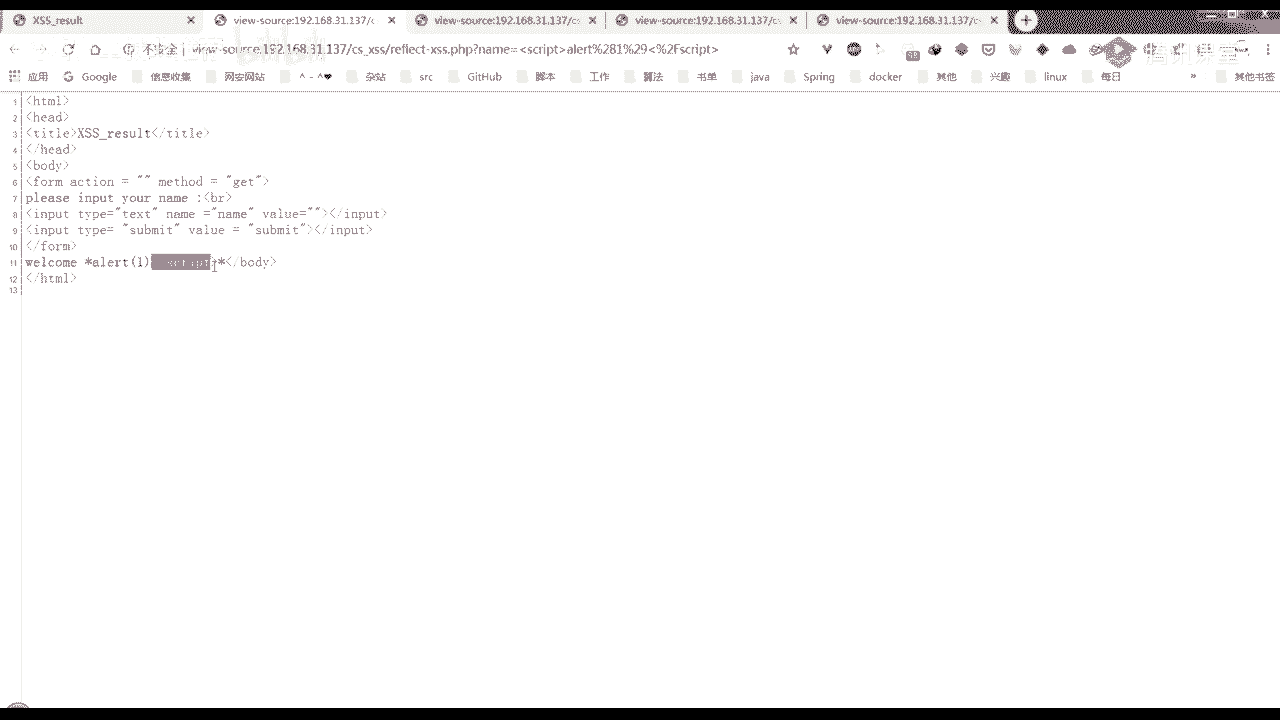 XSS_result
view-source:192.168.31.137/cs
view-source:192.168.31.137/cs
view-source:192.168.31.137/cs
view-source:192.168.31.137/cs
不安全 | view-source:192.168.31.137/cs_xss/reflect-xss.php?name=<script>alert%281%29<%2Fscript>
应用 Google 信息收集 网安网站 ^ - ^♥ 杂站 src GitHub 脚本 工作 算法 书单 java Spring docker 其他 兴趣 linux 每日 » 其他书签
1 <html>
2 <head>
3 <title>XSS_result</title>
4 </head>
5 <body>
6 <form action = "" method = "get">
7 please input your name :<br>
8 <input type="text" name ="name" value=""></input>
9 <input type= "submit" value = "submit"></input>
10 </form>
11 welcome *alert(1)</script>*</body>
12 </html>
13